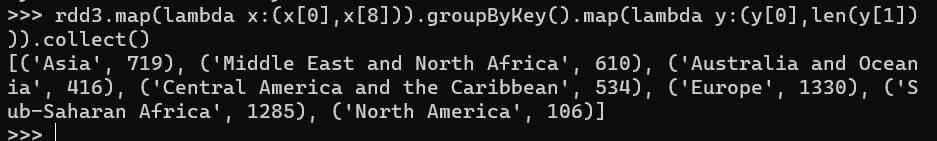 >>> rdd3.map(lambda x:(x[0],x[8])).groupByKey().map(lambda y:(y[0],len(y[1])
)).collect()
[('Asia', 719), ('Middle East and North Africa', 610), ('Australia and Ocean
ia', 416), ('Central America and the Caribbean', 534), ('Europe', 1330), ('S
ub-Saharan Africa', 1285), ('North America', 106)]
>>>